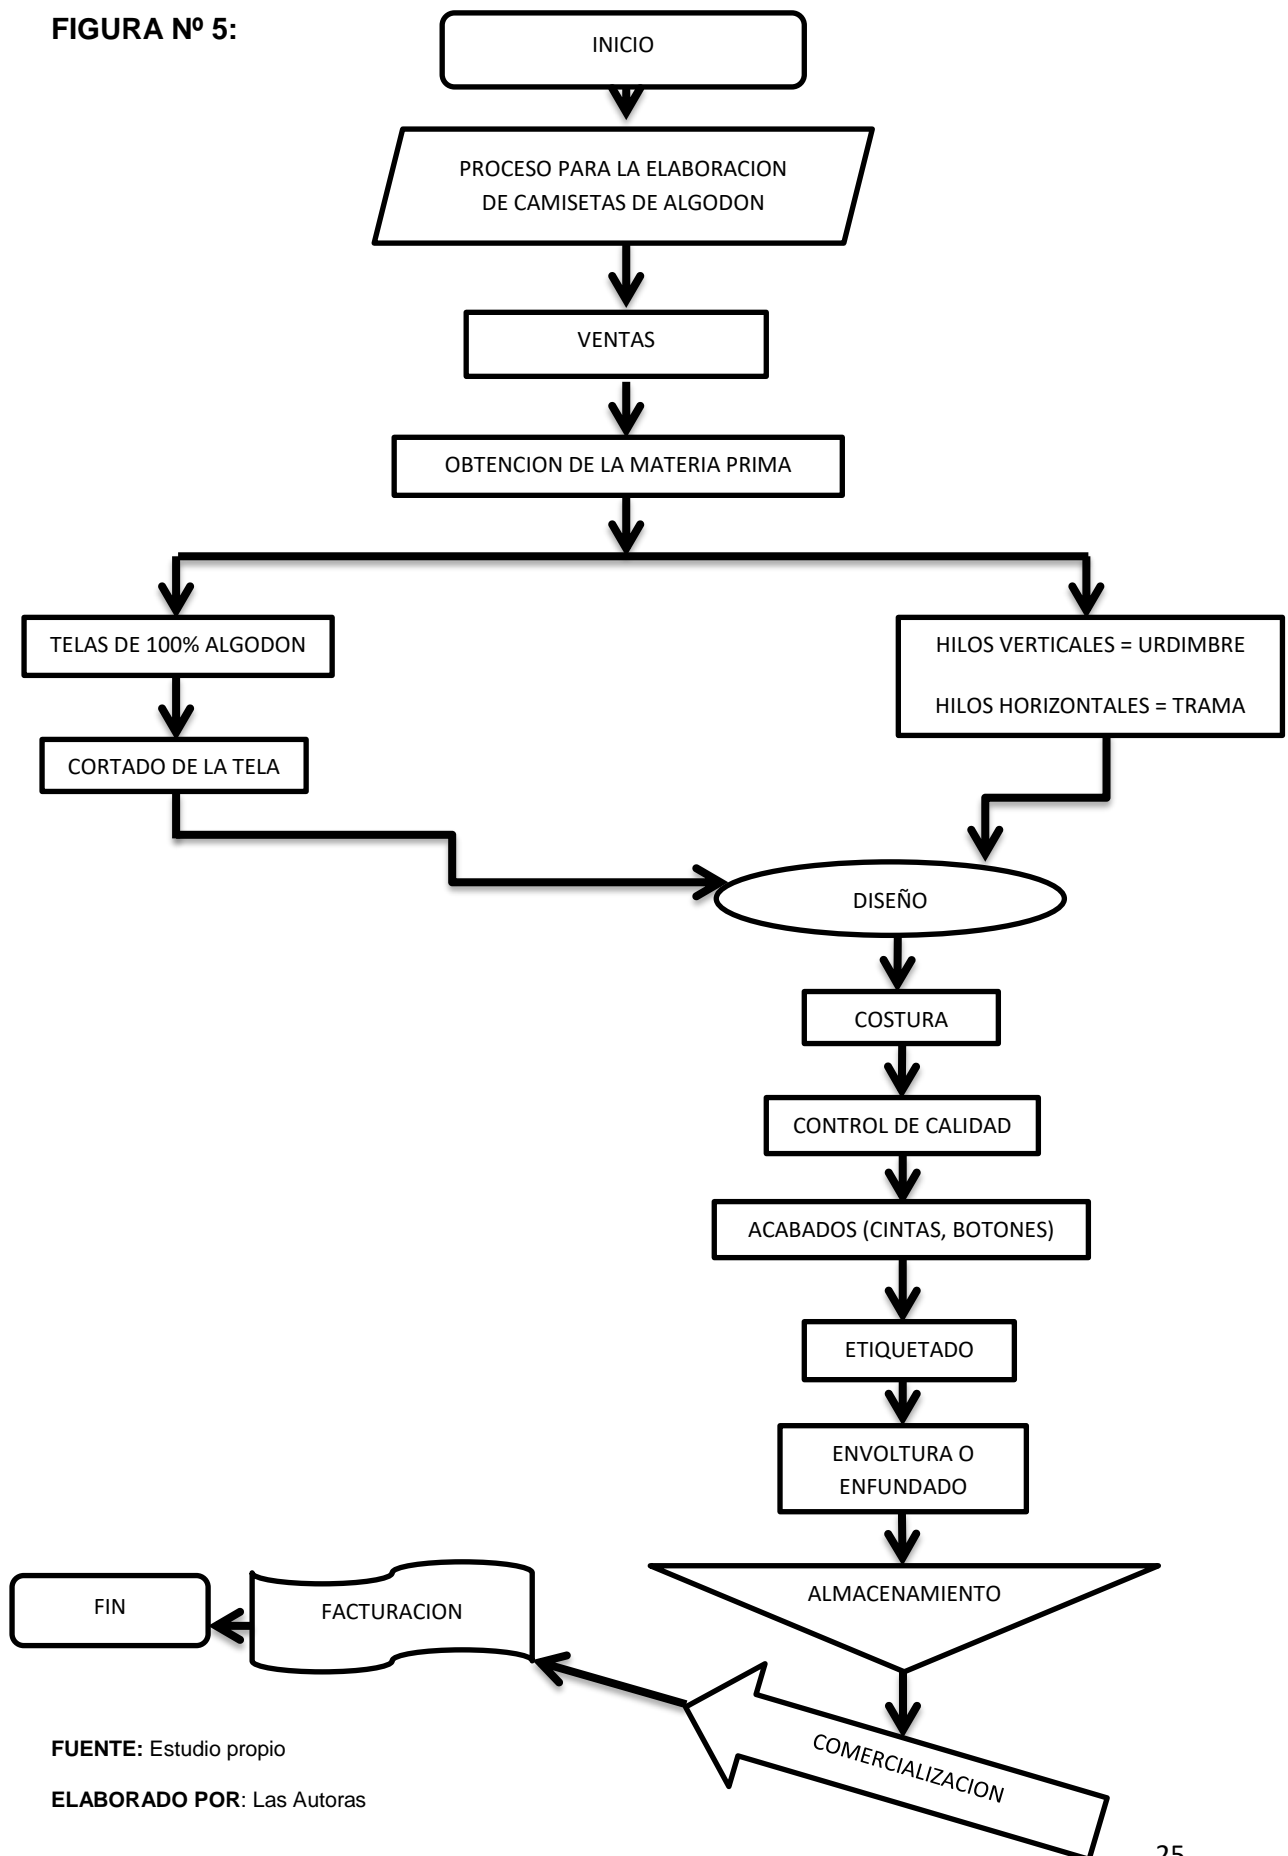 FIGURA Nº 5:
INICIO
PROCESO PARA LA ELABORACION
DE CAMISETAS DE ALGODON
VENTAS
OBTENCION DE LA MATERIA PRIMA
TELAS DE 100% ALGODON
HILOS VERTICALES = URDIMBRE
HILOS HORIZONTALES = TRAMA
CORTADO DE LA TELA
DISEÑO
COSTURA
CONTROL DE CALIDAD
ACABADOS (CINTAS, BOTONES)
ETIQUETADO
ENVOLTURA O
ENFUNDADO
ALMACENAMIENTO
COMERCIALIZACION
FACTURACION
FIN
FUENTE: Estudio propio
ELABORADO POR: Las Autoras
25